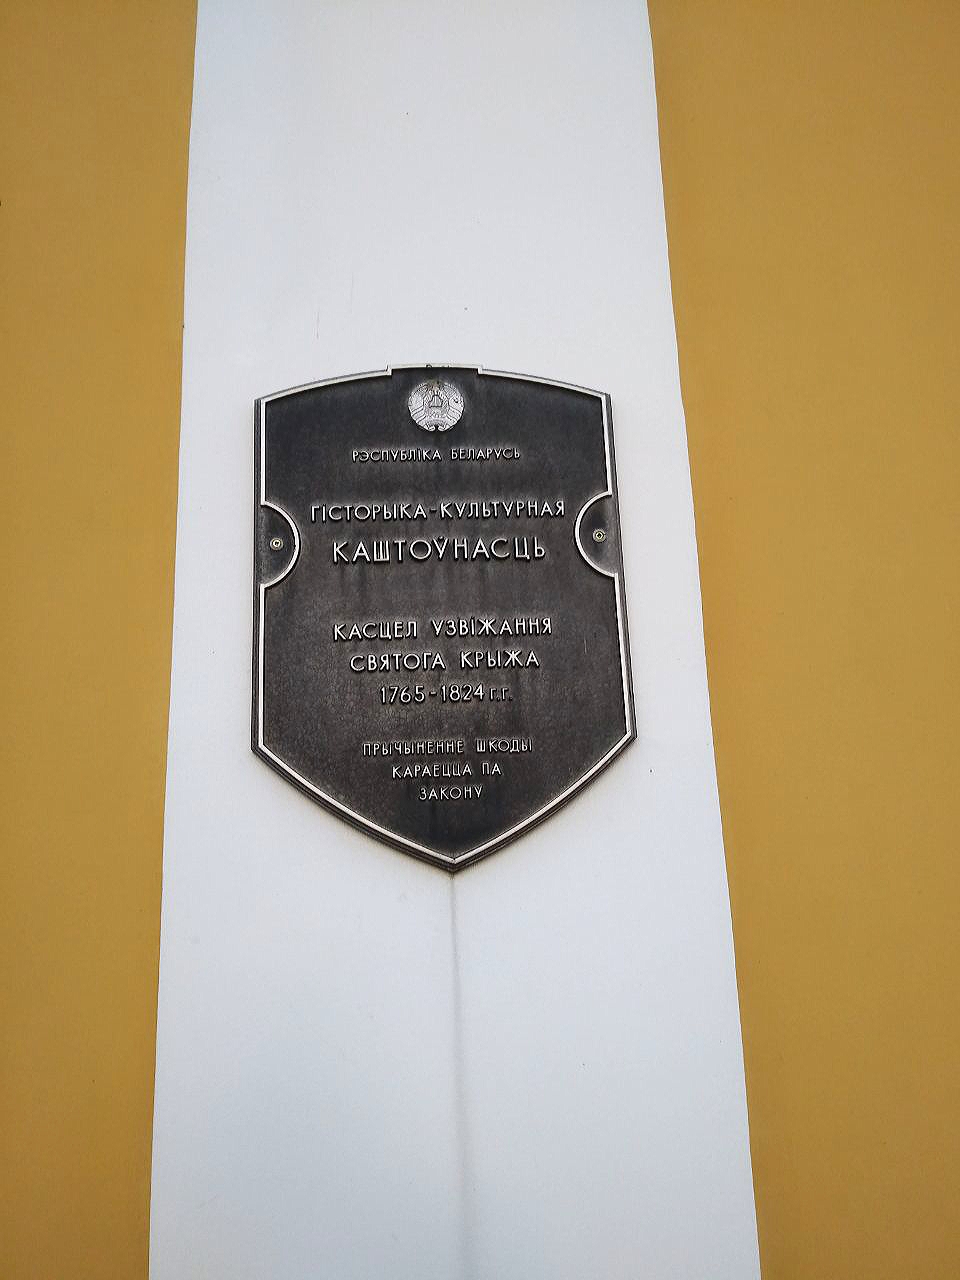 РЭСПУБЛІКА БЕЛАРУСЬ
ГІСТОРЫКА-КУЛЬТУРНАЯ
КАШТОЎНАСЦЬ
КАСЦЕЛ УЗВІЖАННЯ
СВЯТОГА КРЫЖА
1765-1824 г.г.
ПРЫЧЫНЕННЕ ШКОДЫ
КАРАЕЦЦА ПА
ЗАКОНУ